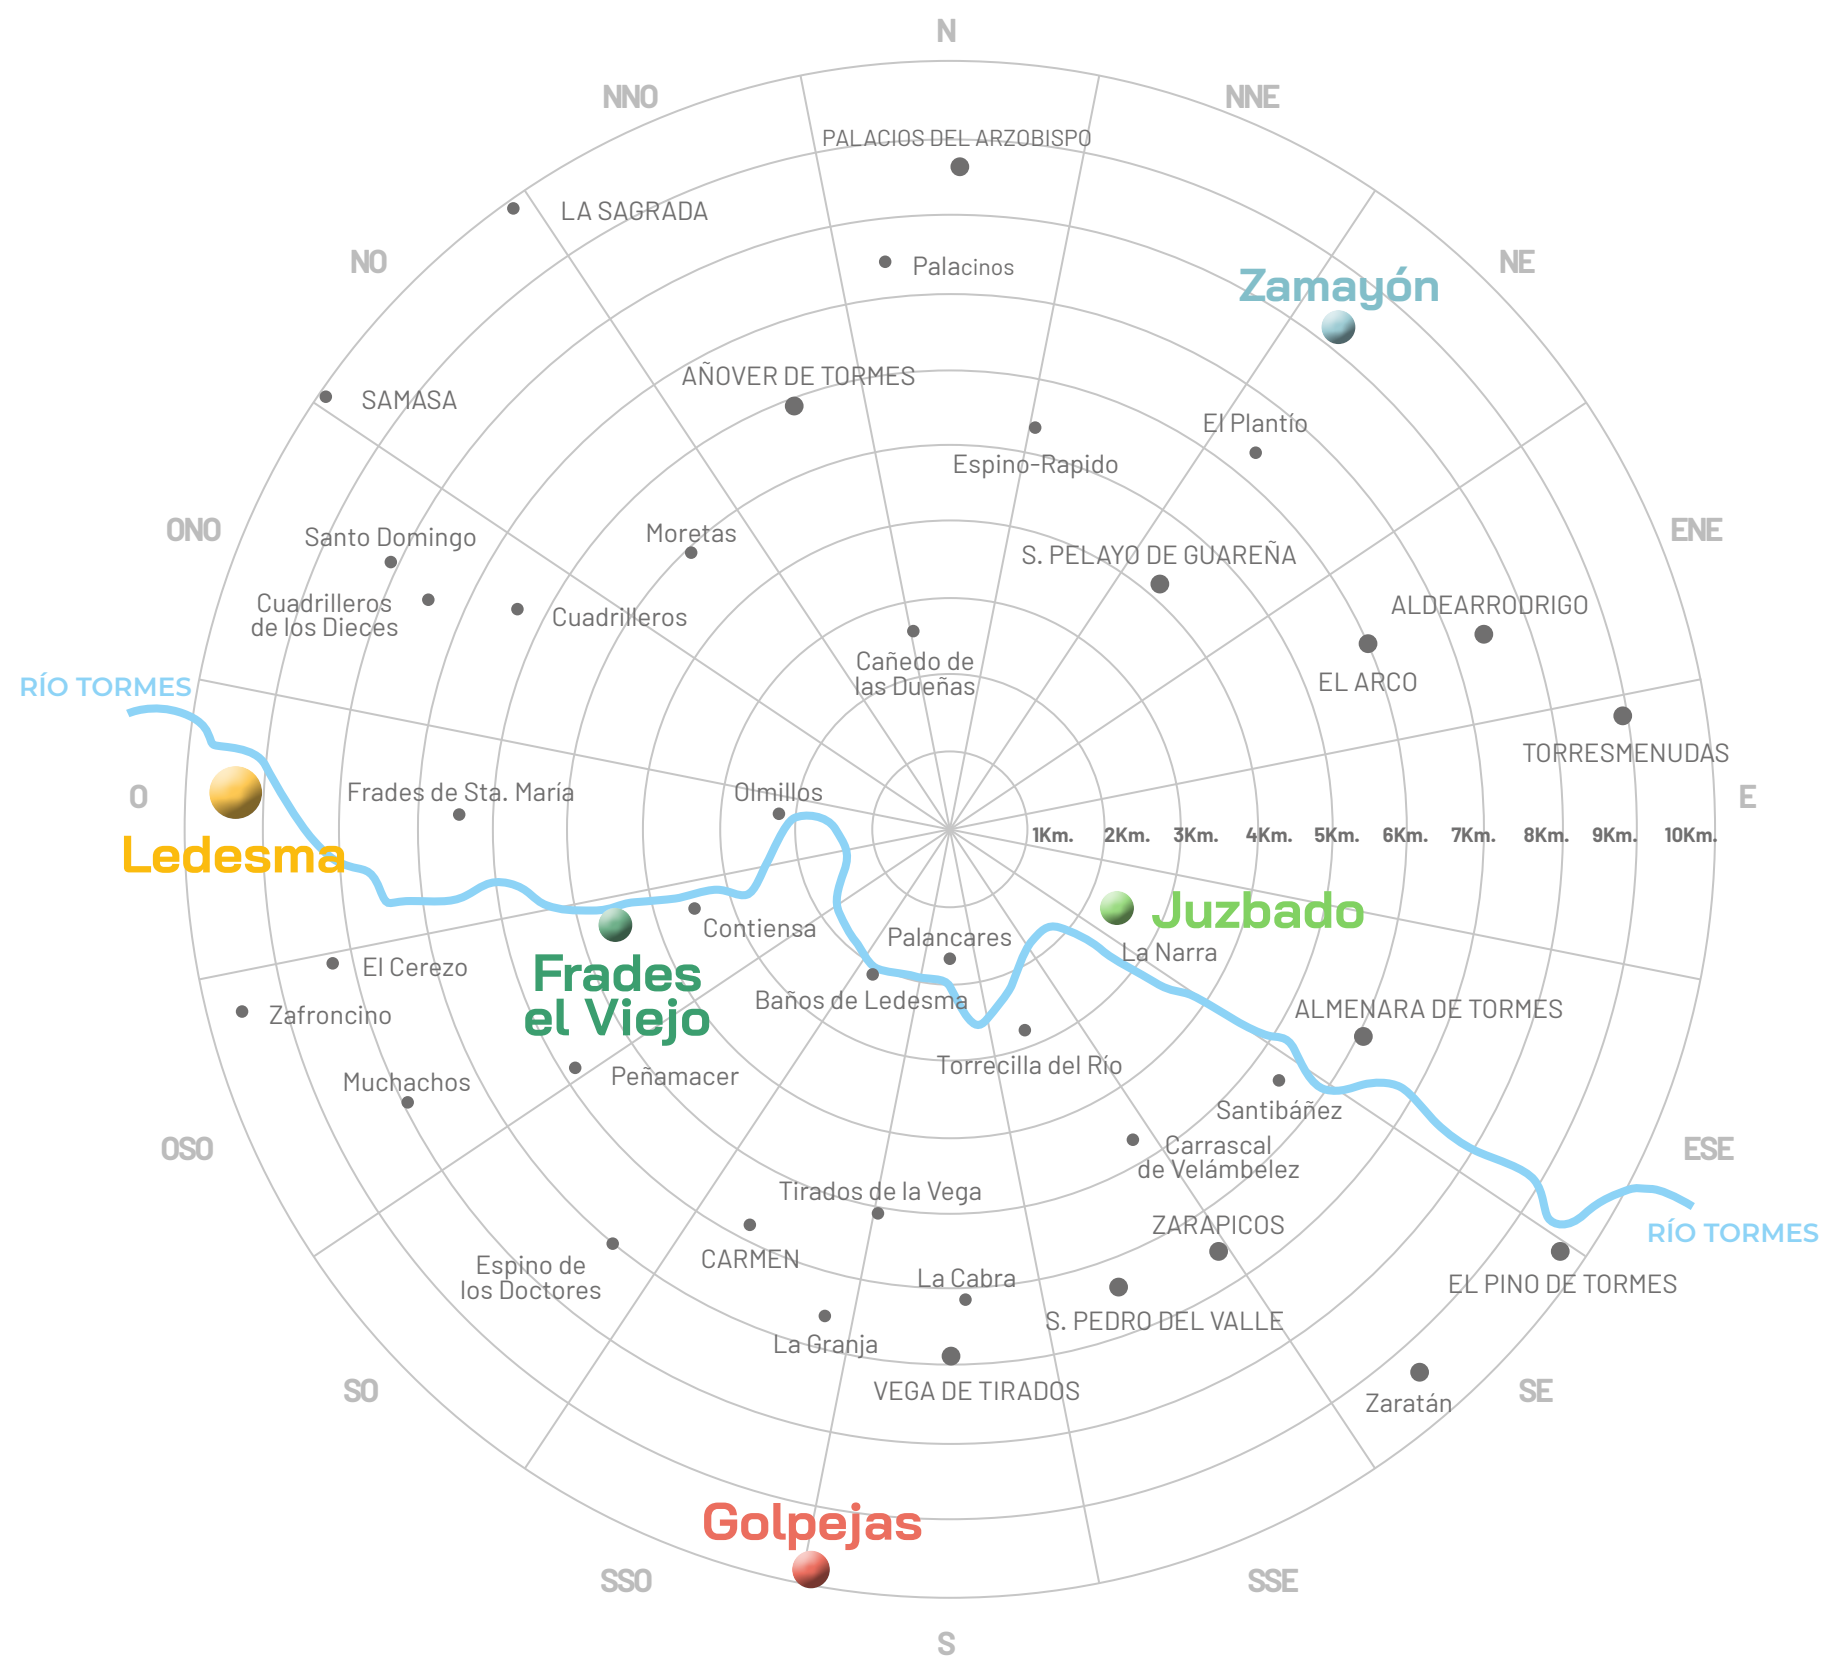 N
NNO
NNE
PALACIOS DEL ARZOBISPO
LA SAGRADA
NO
NE
Palacinos
Zamayón
AÑOVER DE TORMES
SAMASA
El Plantío
Espino-Rapido
ONO
ENE
Santo Domingo
Moretas
S. PELAYO DE GUAREÑA
Cuadrilleros
de los Dieces
Cuadrilleros
ALDEARRODRIGO
Cañedo de
las Dueñas
EL ARCO
RÍO TORMES
TORRESMENUDAS
O
Frades de Sta. María
Olmillos
E
1Km. 2Km. 3Km. 4Km. 5Km. 6Km. 7Km. 8Km. 9Km. 10Km.
Ledesma
Juzbado
Contiensa
Palancares
La Narra
El Cerezo
Frades
el Viejo
Baños de Ledesma
Zafroncino
ALMENARA DE TORMES
Torrecilla del Río
Peñamacer
Muchachos
Santibáñez
OSO
ESE
Carrascal
de Velámbelez
Tirados de la Vega
ZARAPICOS
RÍO TORMES
CARMEN
Espino de
los Doctores
La Cabra
EL PINO DE TORMES
S. PEDRO DEL VALLE
La Granja
VEGA DE TIRADOS
SO
SE
Zaratán
Golpejas
SSO
SSE
S